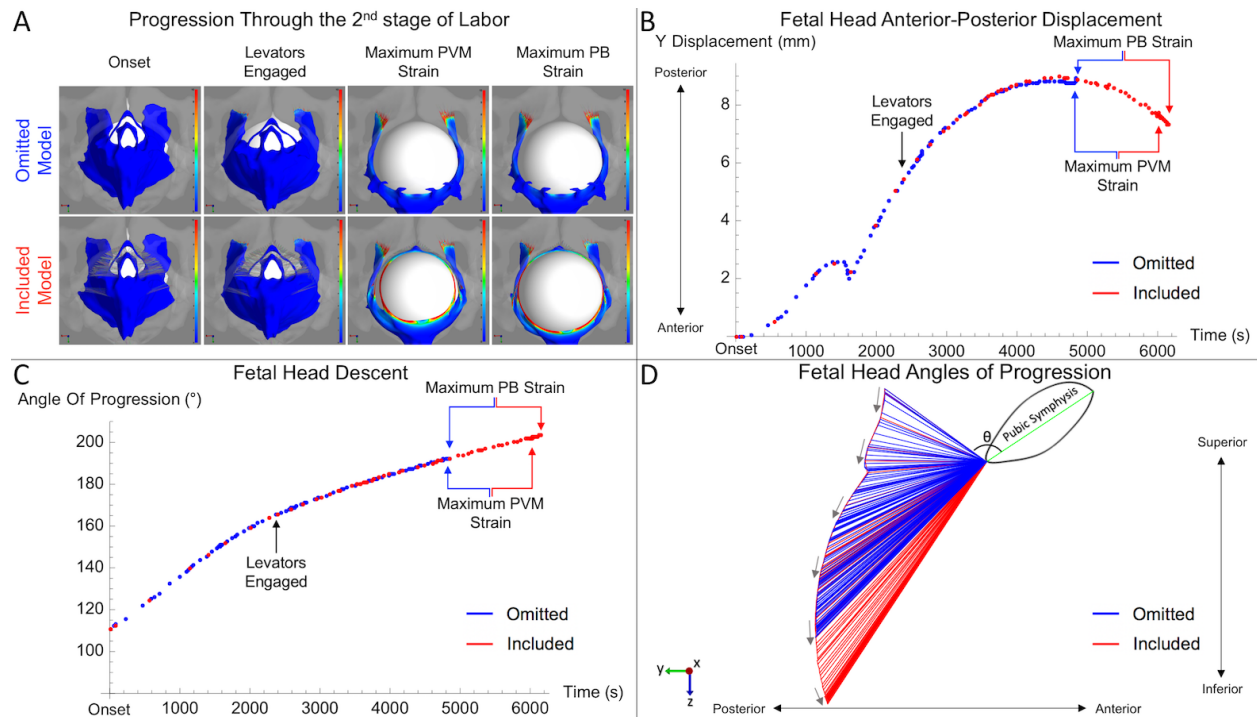 A
Progression Through the 2nd stage of Labor
Onset
Levators
Engaged
Maximum PVM
Strain
Maximum PB
Strain
Omitted
Model
Included
Model
B
Fetal Head Anterior-Posterior Displacement
Y Displacement (mm)
Maximum PB Strain
Posterior
Levators
Engaged
Maximum PVM
Strain
8
6
4
2
Omitted
Included
Anterior
Onset
1000
2000
3000
4000
5000
6000
Time (s)
C
Fetal Head Descent
Angle Of Progression (°)
Maximum PB Strain
200
180
160
140
120
100
Maximum PVM
Strain
Levators
Engaged
Omitted
Included
Onset
1000
2000
3000
4000
5000
6000
Time (s)
D
Fetal Head Angles of Progression
Pubic Symphysis
θ
Superior
Omitted
Included
Inferior
y
x
z
Posterior
Anterior